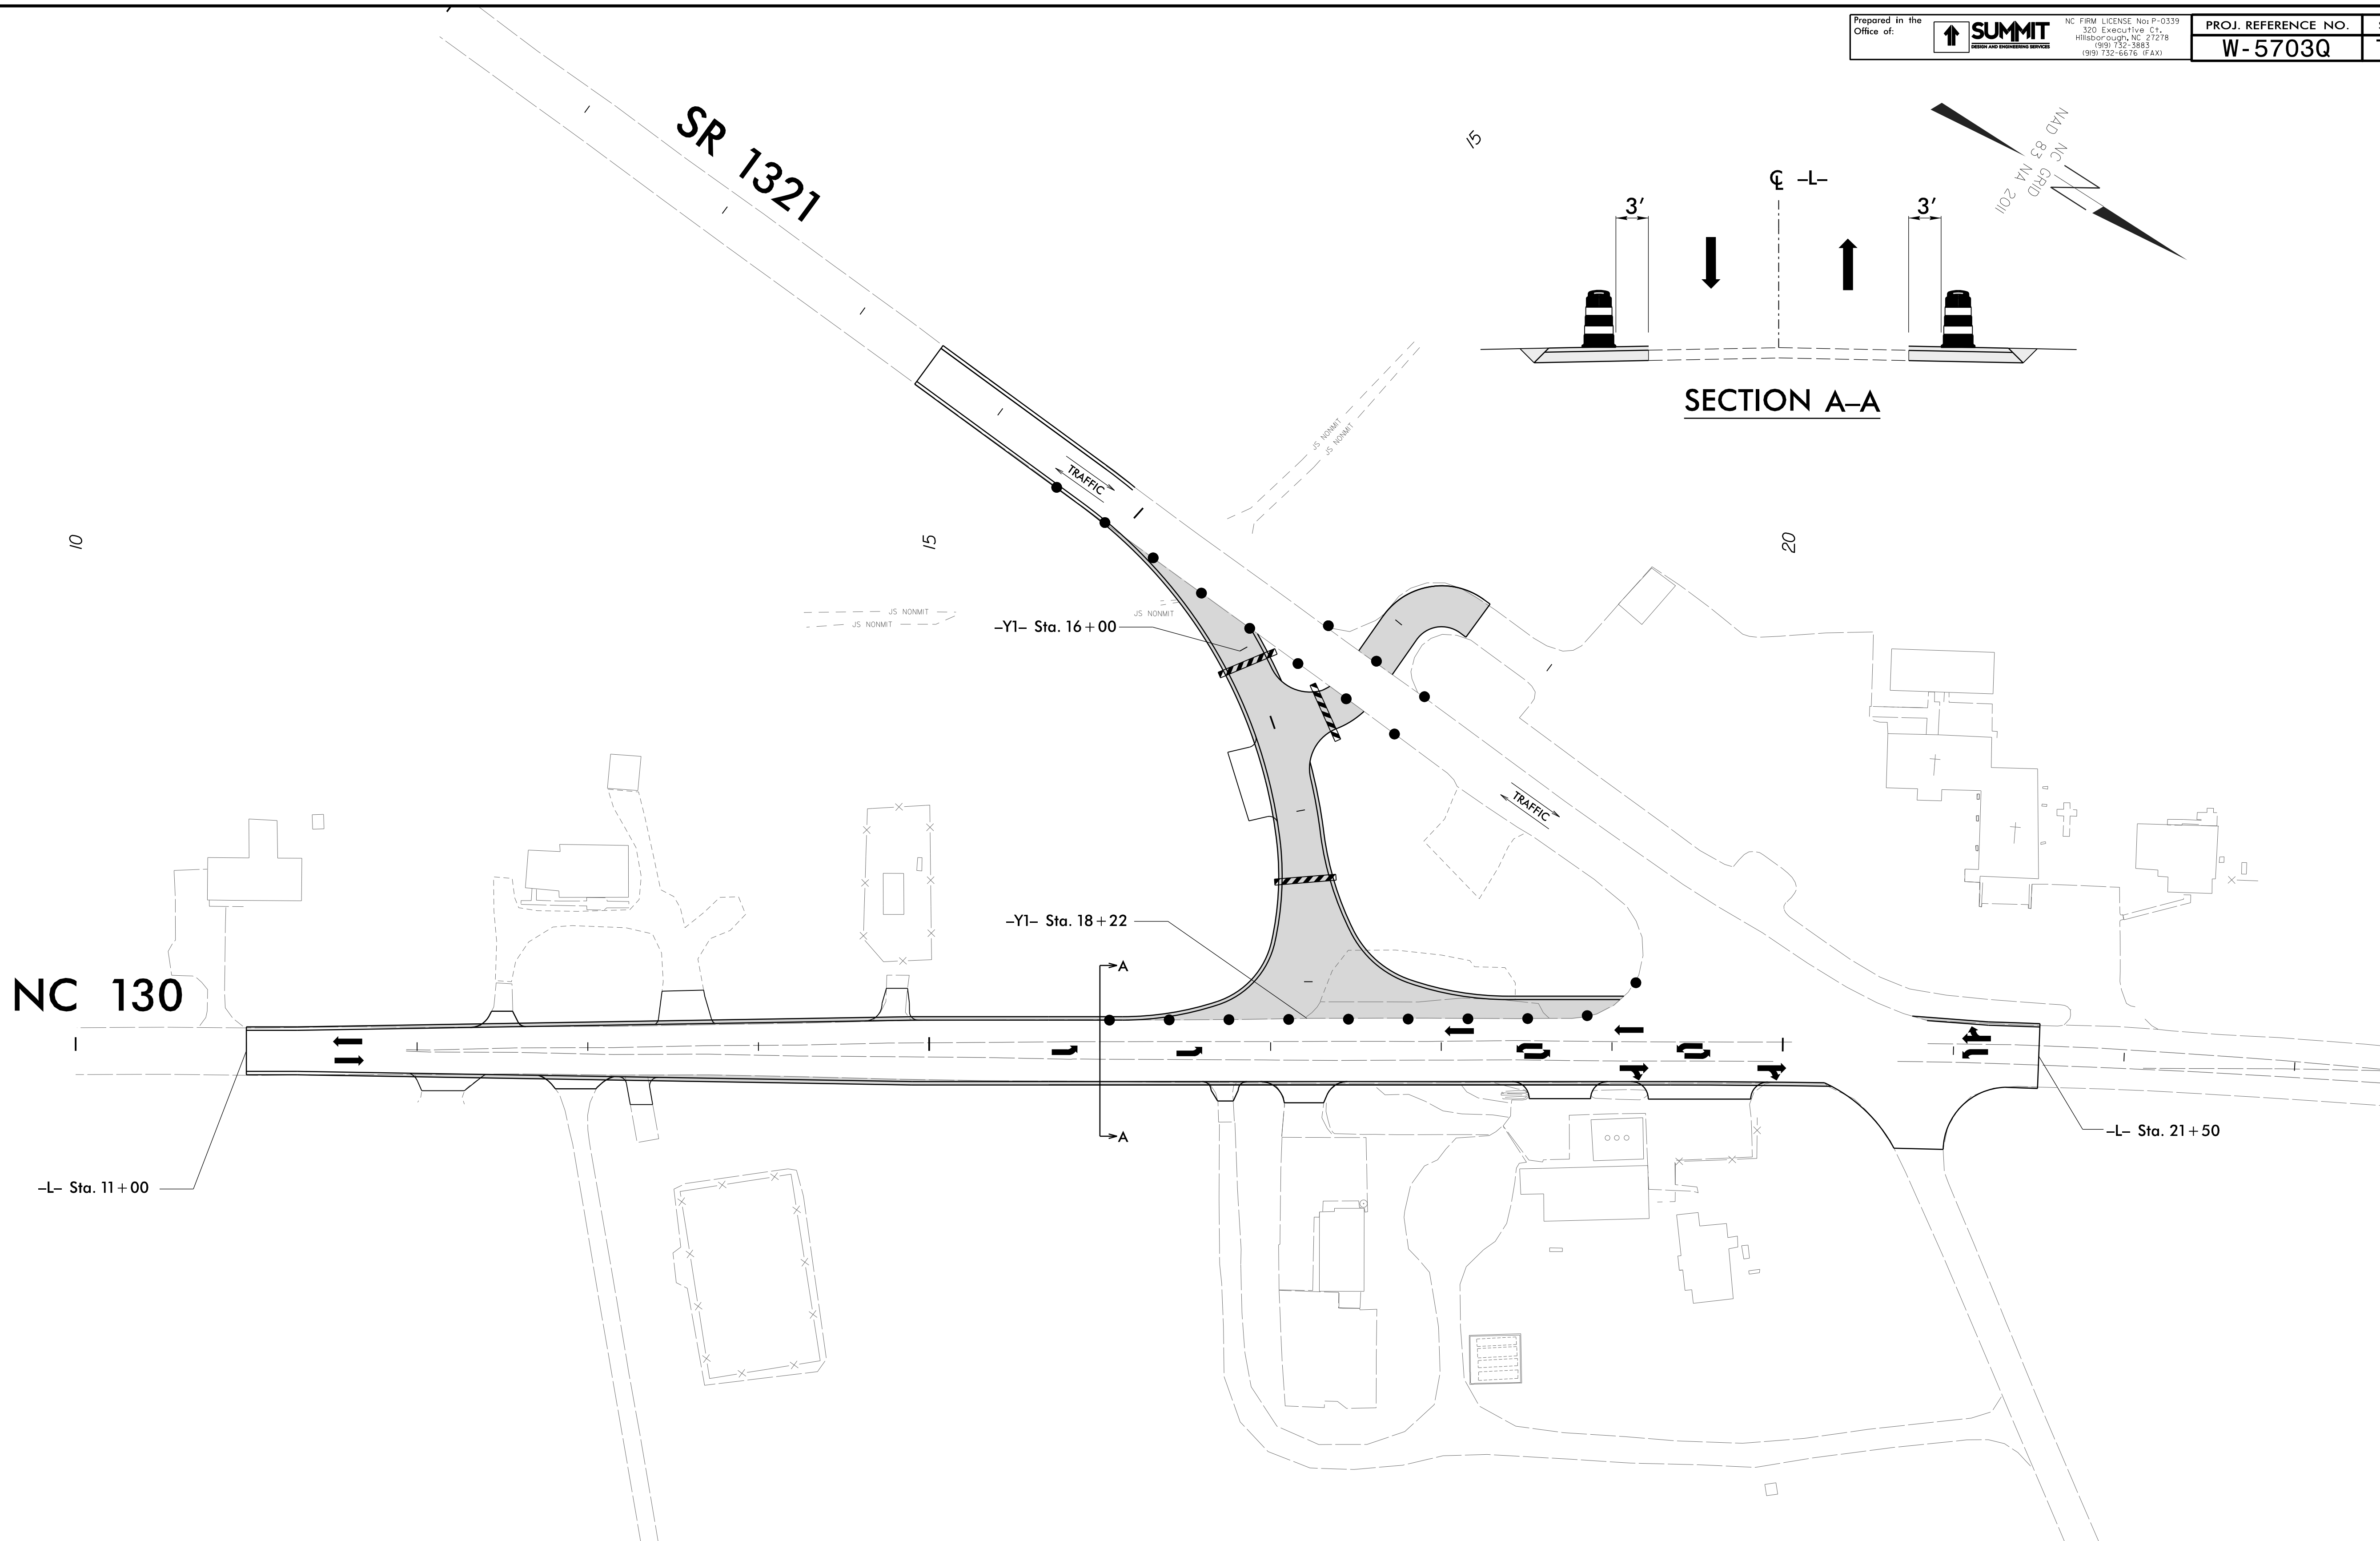 Prepared in the
Office of:
SUMMIT
DESIGN AND ENGINEERING SERVICES
NC FIRM LICENSE No: P-0339
320 Executive Ct.
Hillsborough, NC 27278
(919) 732-3883
(919) 732-6676 (FAX)
PROJ. REFERENCE NO.
W-5703Q
SR 1321
15
NC GRID
NAD 83 NA 2011
℄ -L-
3'
3'
SECTION A-A
JS NONMIT
JS NONMIT
TRAFFIC
10
15
20
JS NONMIT
JS NONMIT
JS NONMIT
-Y1- Sta. 16+00
TRAFFIC
-Y1- Sta. 18+22
A
NC 130
A
-L- Sta. 21+50
-L- Sta. 11+00